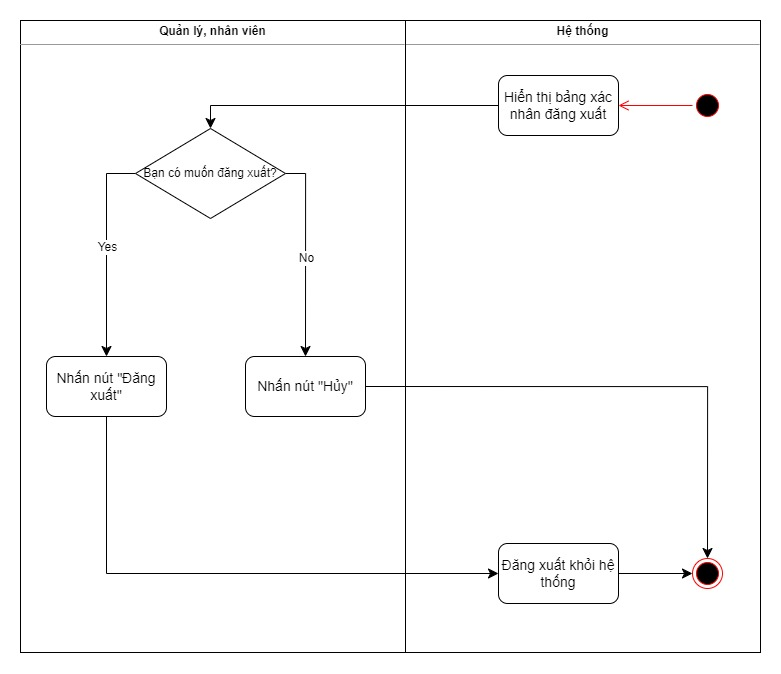 Quản lý, nhân viên
Hệ thống
Hiển thị bảng xác
nhân đăng xuất
Bạn có muốn đăng xuất?
Yes
No
Nhấn nút "Đăng
xuất"
Nhấn nút "Hủy"
Đăng xuất khỏi hệ
thống